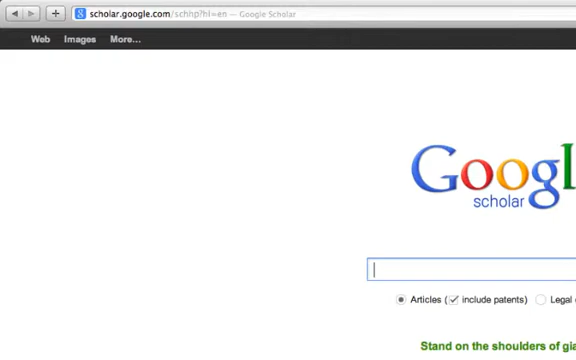 scholar.google.com/schhp?hl=en — Google Scholar
Web Images More...
Google
scholar
Articles ( include patents) Legal
Stand on the shoulders of gia